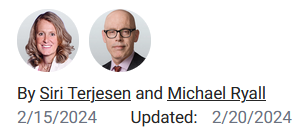 By Siri Terjesen and Michael Ryall
2/15/2024 Updated: 2/20/2024